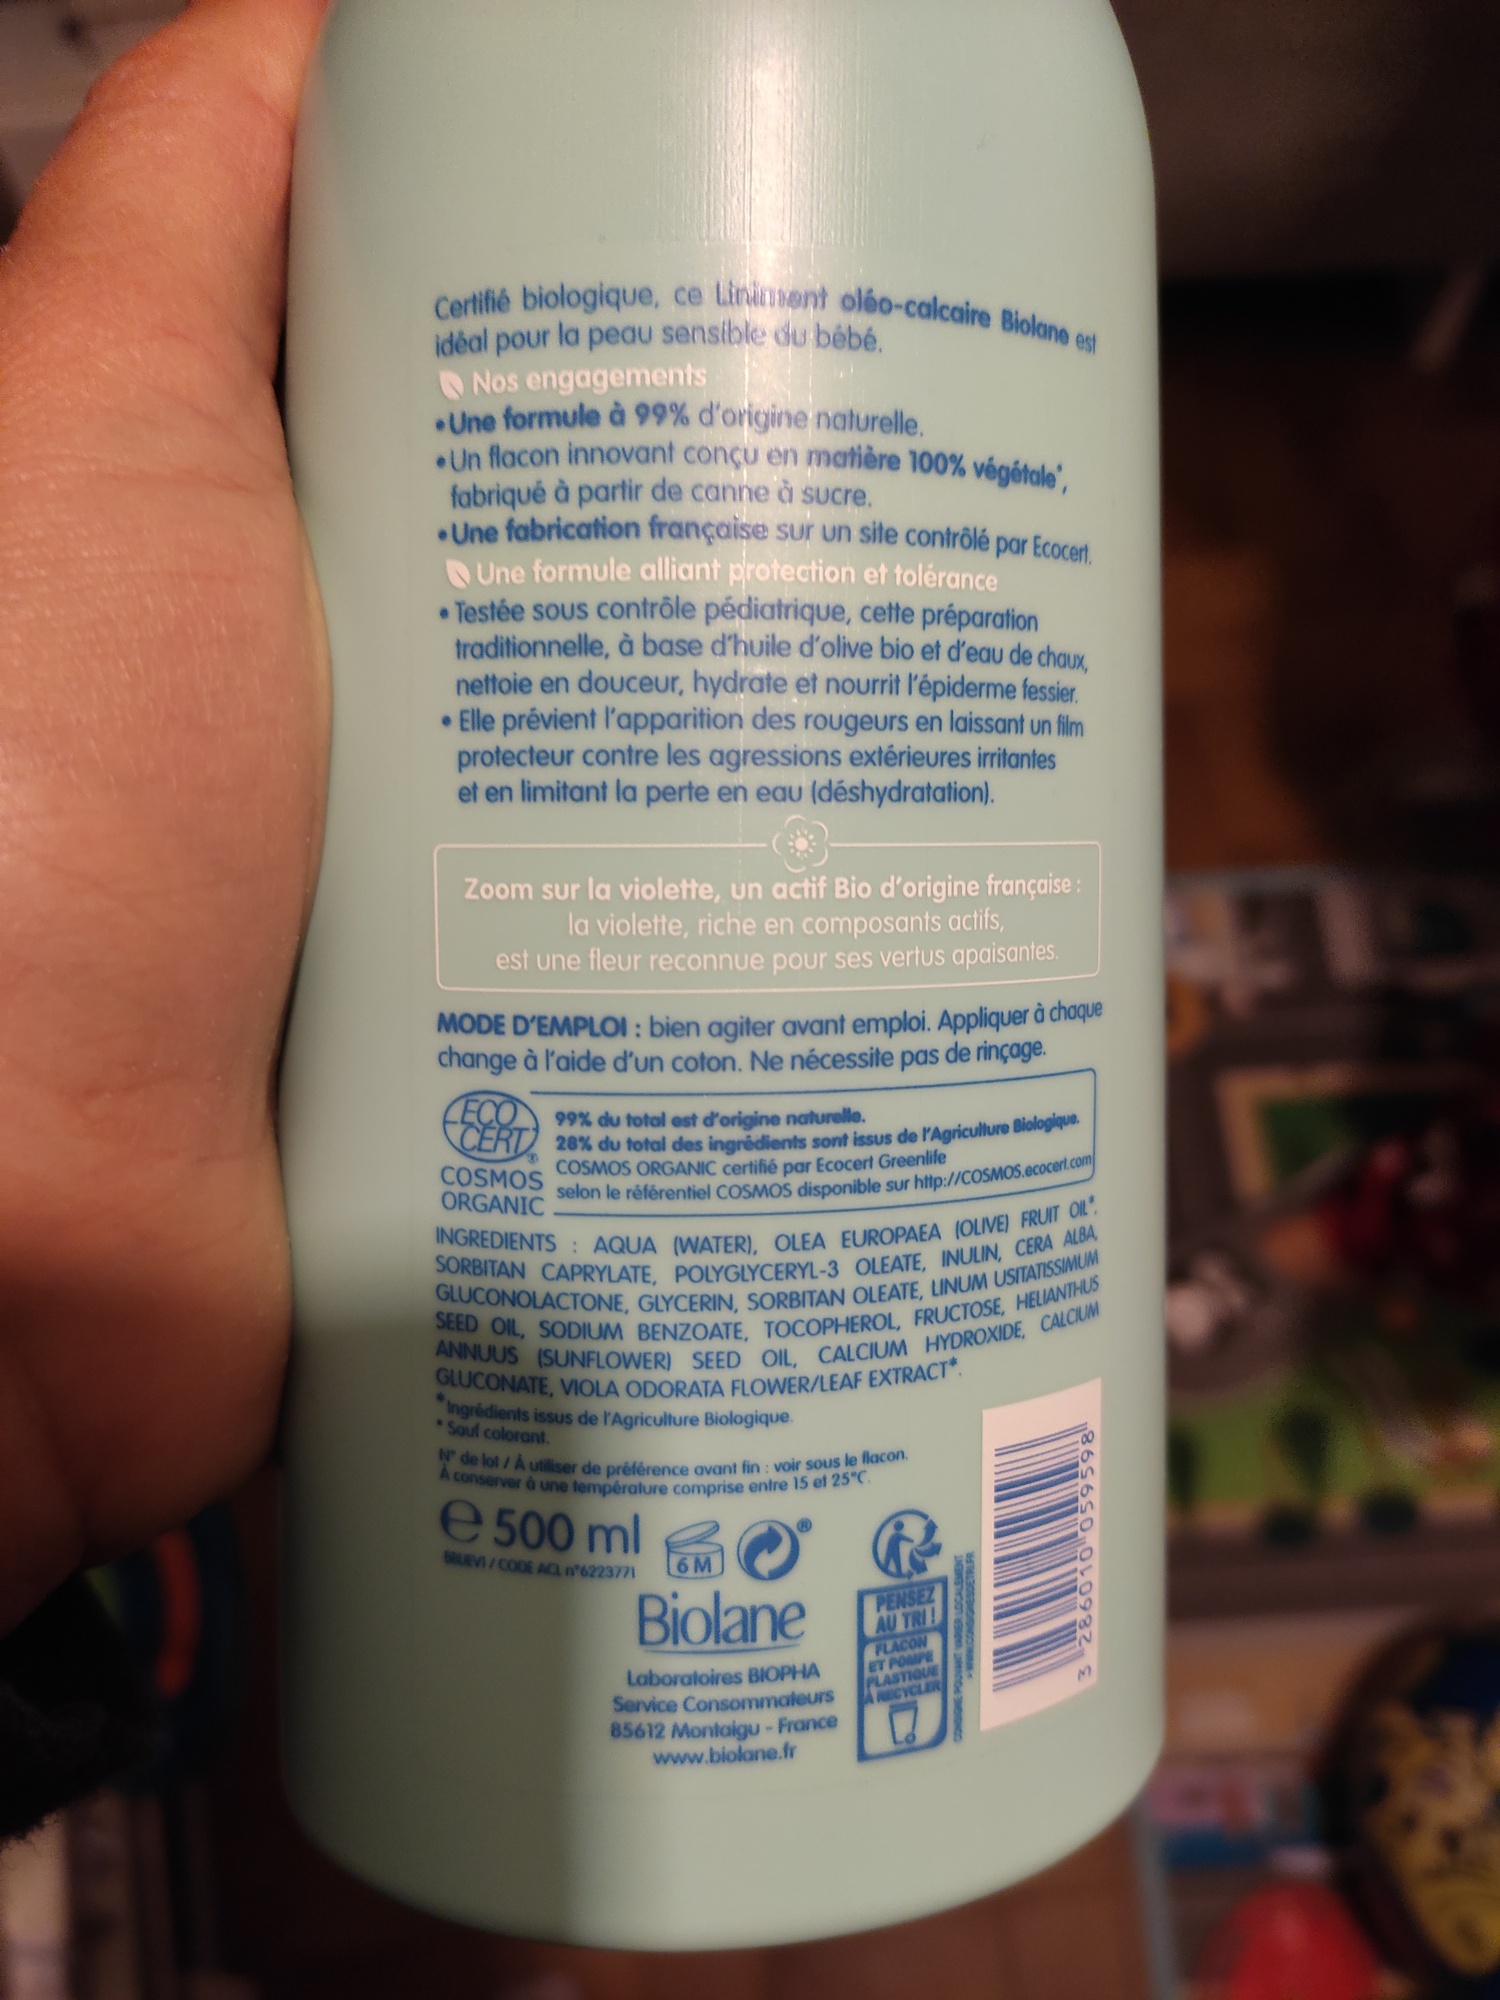 Certifié biologique, ce Liniment oléo-calcaire Biolane est
idéal pour la peau sensible du bébé.
Nos engagements
• Une formule à 99% d'origine naturelle.
• Un flacon innovant conçu en matière 100% végétale*,
fabriqué à partir de canne à sucre.
• Une fabrication française sur un site contrôlé par Ecocert.
Une formule alliant protection et tolérance
• Testée sous contrôle pédiatrique, cette préparation
traditionnelle, à base d'huile d'olive bio et d'eau de chaux,
nettoie en douceur, hydrate et nourrit l'épiderme fessier.
• Elle prévient l'apparition des rougeurs en laissant un film
protecteur contre les agressions extérieures irritantes
et en limitant la perte en eau (déshydratation).
Zoom sur la violette, un actif Bio d'origine française :
la violette, riche en composants actifs,
est une fleur reconnue pour ses vertus apaisantes.
MODE D'EMPLOI : bien agiter avant emploi. Appliquer à chaque
change à l'aide d'un coton. Ne nécessite pas de rinçage.
ECO
CERT®
COSMOS
ORGANIC
99% du total est d'origine naturelle.
28% du total des ingrédients sont issus de l'Agriculture Biologique.
COSMOS ORGANIC certifié par Ecocert Greenlife
selon le référentiel COSMOS disponible sur http://COSMOS.ecocert.com
INGREDIENTS : AQUA (WATER), OLEA EUROPAEA (OLIVE) FRUIT OIL*,
SORBITAN CAPRYLATE, POLYGLYCERYL-3 OLEATE, INULIN, CERA ALBA,
GLUCONOLACTONE, GLYCERIN, SORBITAN OLEATE, LINUM USITATISSIMUM
SEED OIL, SODIUM BENZOATE, TOCOPHEROL, FRUCTOSE, HELIANTHUS
ANNUUS (SUNFLOWER) SEED OIL, CALCIUM HYDROXIDE, CALCIUM
GLUCONATE, VIOLA ODORATA FLOWER/LEAF EXTRACT*.
*Ingrédients issus de l'Agriculture Biologique.
* Sauf colorant.
N° de lot / À utiliser de préférence avant fin : voir sous le flacon.
À conserver à une température comprise entre 15 et 25°C.
e 500 ml
BRUEV1 / CODE ACL n°6223771
6 M
®
Biolane
Laboratoires BIOPHA
Service Consommateurs
85612 Montaigu - France
www.biolane.fr
PENSEZ
AU TRI !
FLACON
ET POMPE
PLASTIQUE
À RECYCLER
CONSIGNE POUVANT VARIER LOCALEMENT
> WWW.CONSIGNESDETRI.FR
3 286010 059598